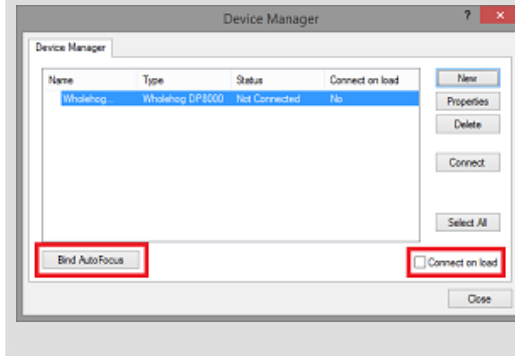 Device Manager
? ×
Device Manager
Name Type Status Connect on load
Wholehog... Wholehog DP8000 Not Connected No
New
Properties
Delete
Connect
Select All
Bind AutoFocus
Connect on load
Close